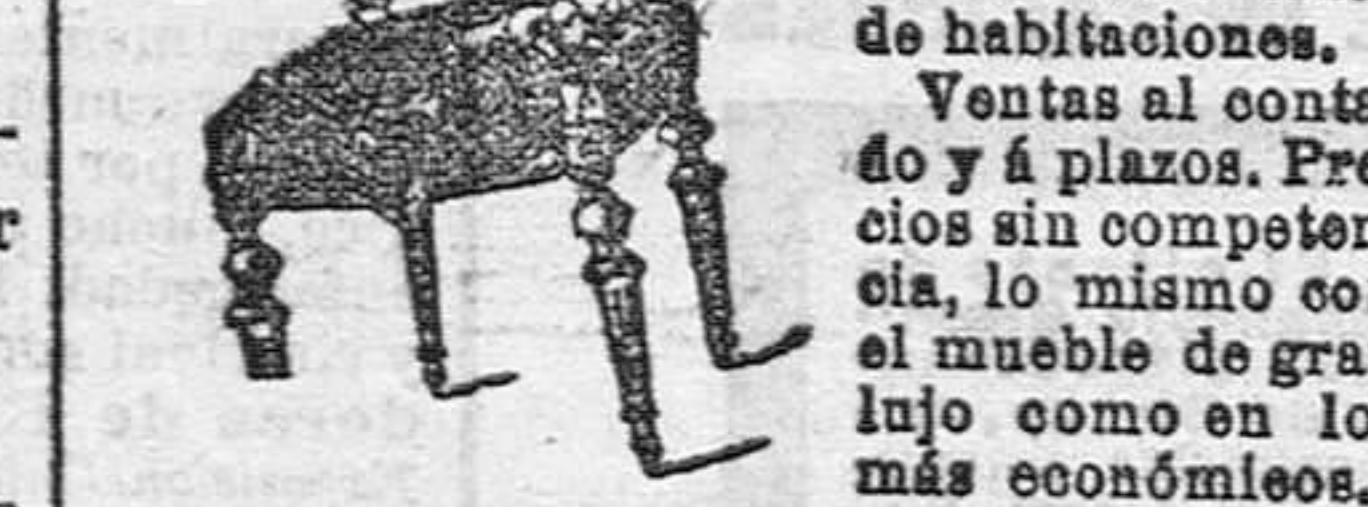 de habitaciones.
Ventas al conta
do y á plazos. Pre
cios sin competen
cia, lo mismo co
el mueble de gra
lujo como en lo
más económicos.
r